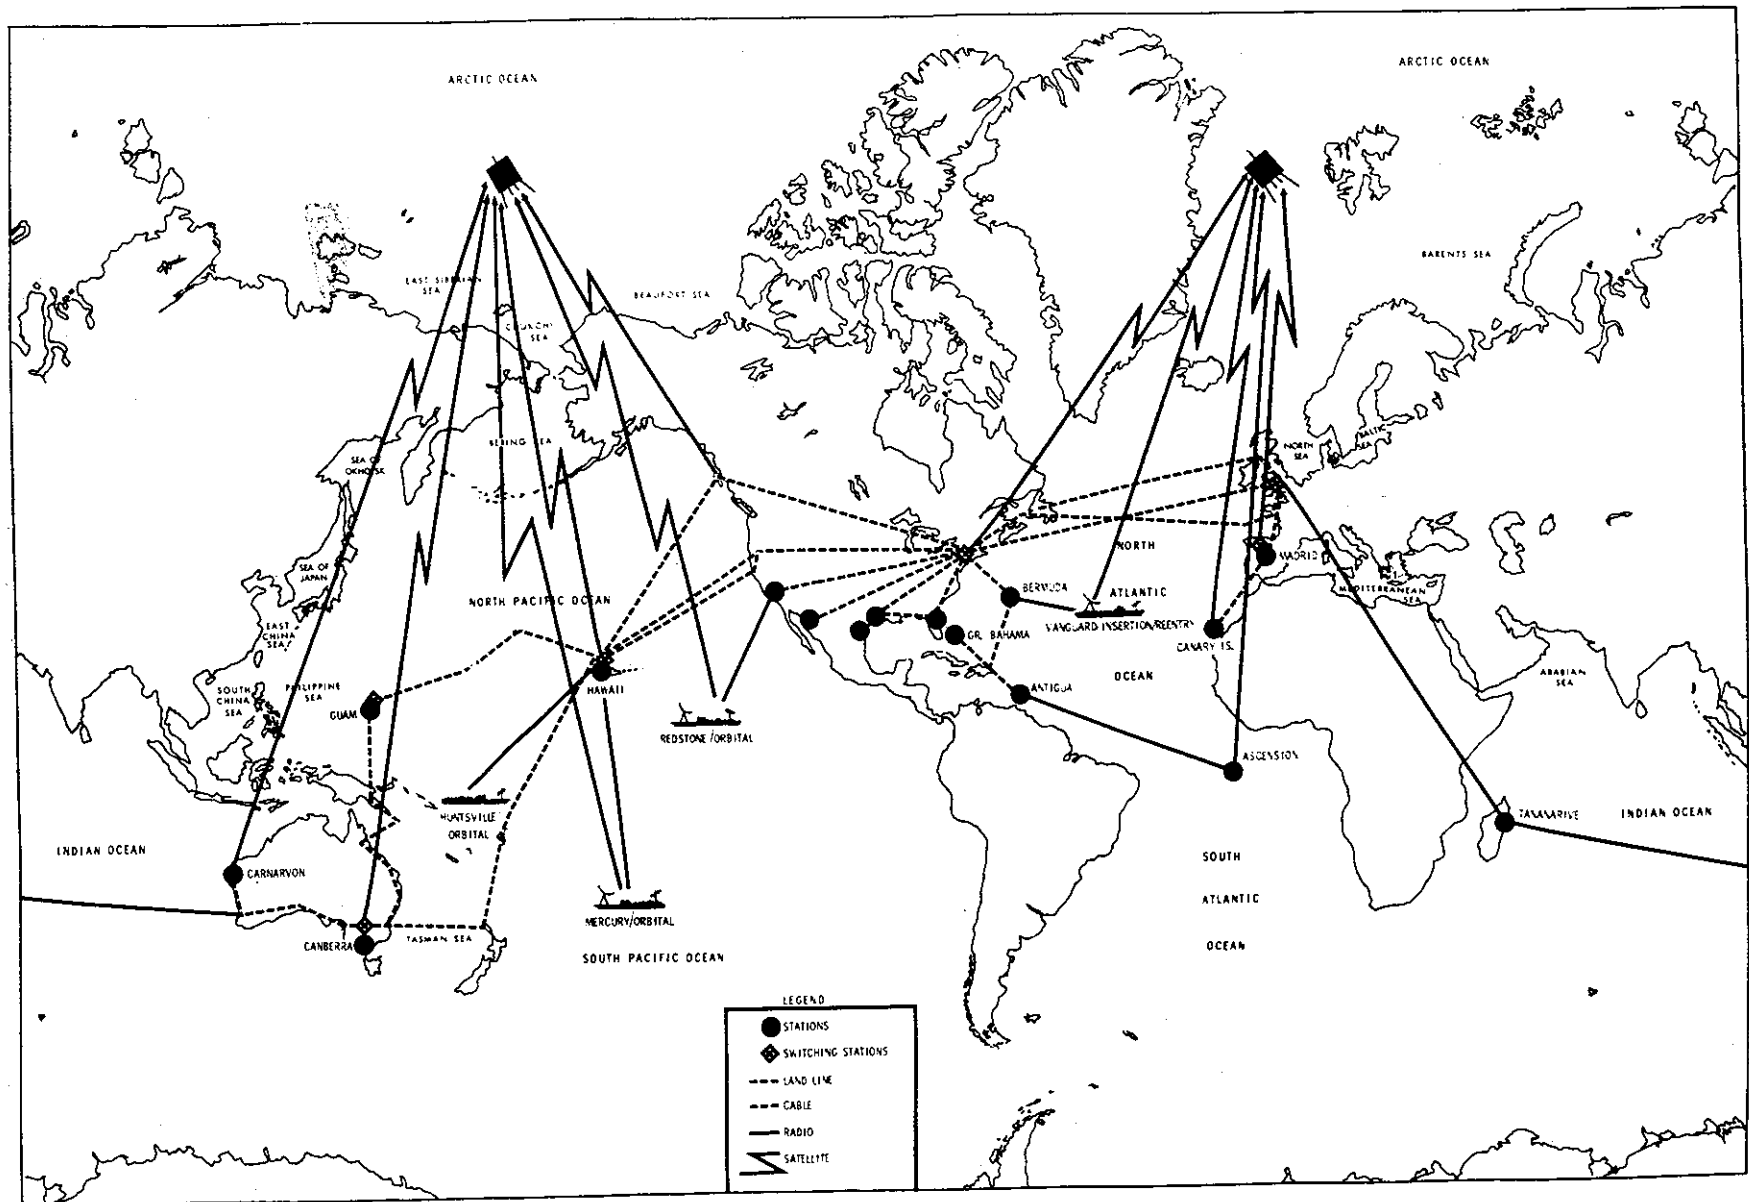 ARCTIC OCEAN
ARCTIC OCEAN
BARENTS SEA
EAST SIBERIAN
SEA
BEAUFORT SEA
SEA
BERING SEA
SEA OF
OKHOTSK
NORTH
SEA
BALTIC
SEA
SEA OF
JAPAN
NORTH PACIFIC OCEAN
EAST
CHINA
SEA
NORTH
ATLANTIC
OCEAN
MADRID
MEDITERRANEAN
SEA
BERMUDA
VANGUARD INSERTION/REENTRY
GR. BAHAMA
CANARY IS.
ANTIGUA
ASCENSION
ARABIAN
SEA
SOUTH
CHINA
SEA
PHILIPPINE
SEA
GUAM
HAWAII
REDSTONE/ORBITAL
HUNTSVILLE
ORBITAL
TANANARIVE
INDIAN OCEAN
INDIAN OCEAN
CARNARVON
MERCURY/ORBITAL
CANBERRA
TASMAN SEA
SOUTH PACIFIC OCEAN
SOUTH
ATLANTIC
OCEAN
LEGEND
STATIONS
SWITCHING STATIONS
LAND LINE
CABLE
RADIO
SATELLITE